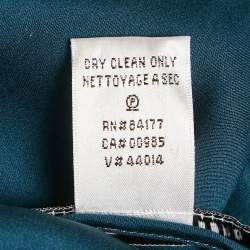 DRY CLEAN ONLY
NETTOYAGE A SEC
P
RN# 84177
CA# 00985
V# 44014